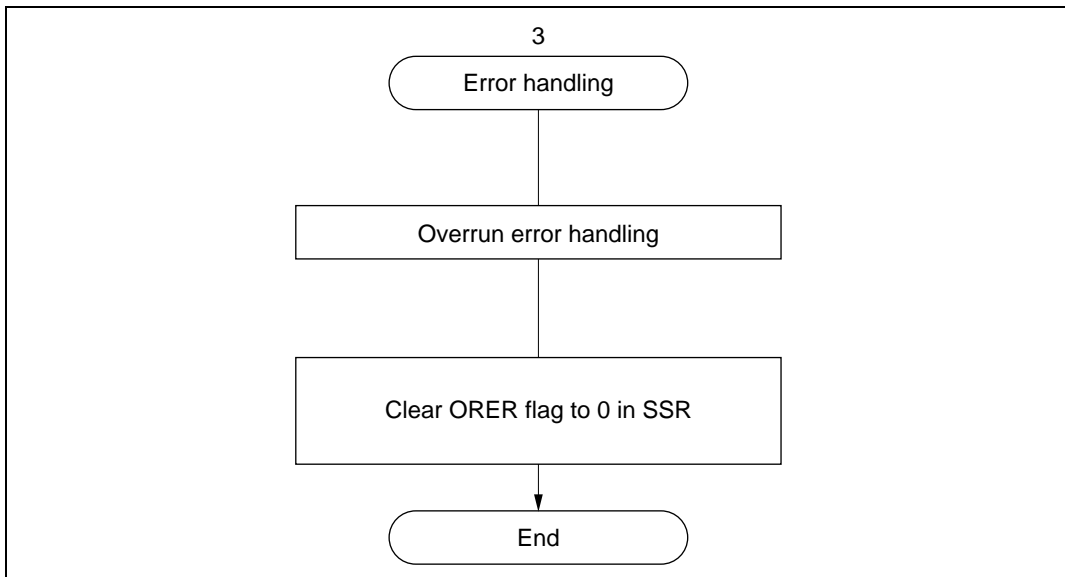 3
Error handling
Overrun error handling
Clear ORER flag to 0 in SSR
End